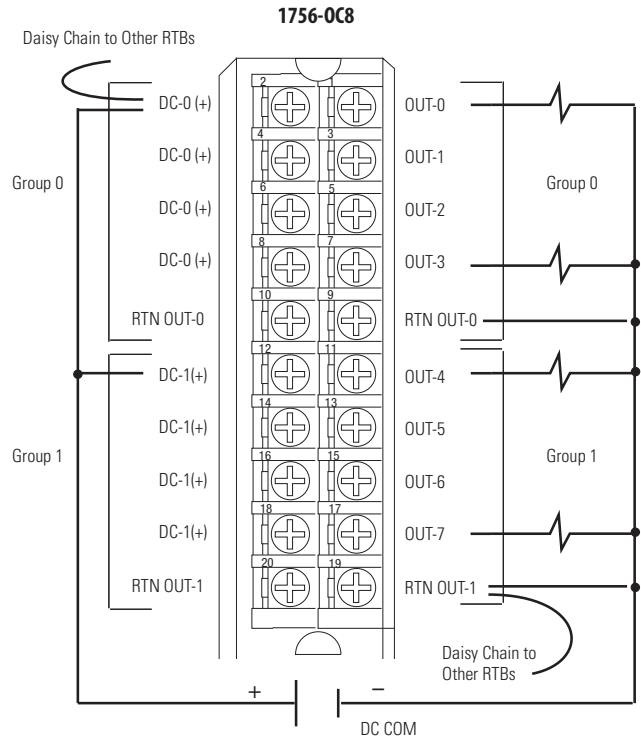 1756-OC8
Daisy Chain to Other RTBs
2 1
DC-0 (+) OUT-0
4 3
DC-0 (+) OUT-1
Group 0 Group 0
6 5
DC-0 (+) OUT-2
8 7
DC-0 (+) OUT-3
10 9
RTN OUT-0 RTN OUT-0
12 11
DC-1(+) OUT-4
14 13
DC-1(+) OUT-5
Group 1 Group 1
16 15
DC-1(+) OUT-6
18 17
DC-1(+) OUT-7
20 19
RTN OUT-1 RTN OUT-1
Daisy Chain to
Other RTBs
+ –
DC COM